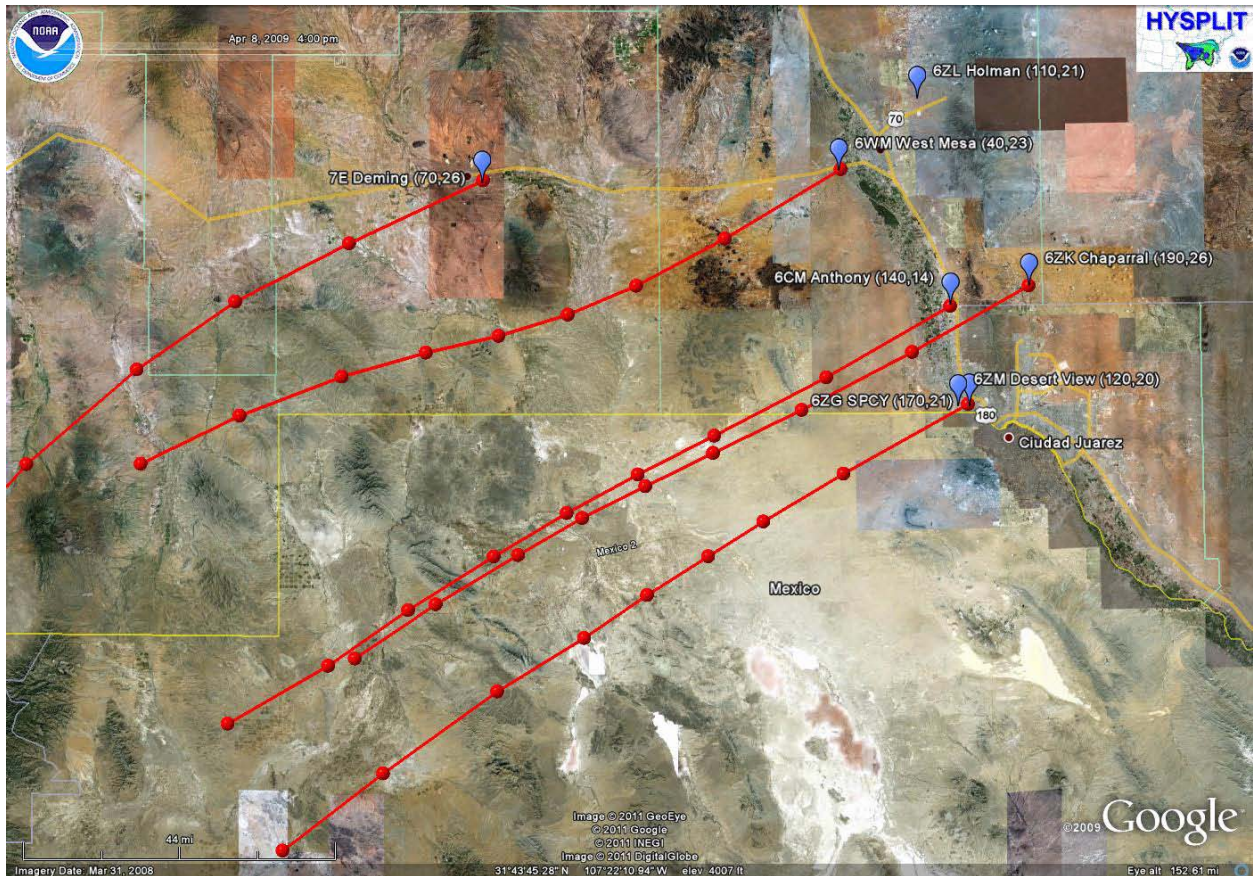 NOAA
Apr 8, 2009 4:00 pm
HYSPLIT
6ZL Holman (110,21)
70
6WM West Mesa (40,23)
7E Deming (70,26)
6ZK Chaparral (190,26)
6CM Anthony (140,14)
6ZM Desert View (120,20)
6ZG SPCY (170,21)
180
Ciudad Juarez
Mexico 2
Mexico
Image © 2011 GeoEye
© 2011 Google
© 2011 INEGI
Image © 2011 DigitalGlobe
©2009 Google
44 mi
Imagery Date: Mar 31, 2008
31°43'45.28" N 107°22'10.94" W elev 4007 ft
Eye alt 152.61 mi